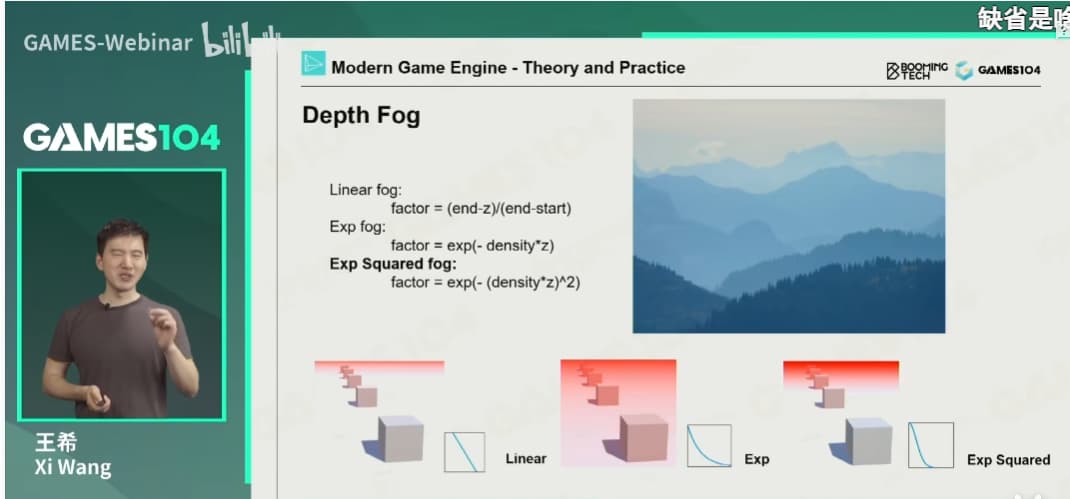 缺省是啥
GAMES-Webinar bilibili
Modern Game Engine - Theory and Practice
BOOMING TECH
GAMES104
GAMES104
Depth Fog
Linear fog:
factor = (end-z)/(end-start)
Exp fog:
factor = exp(- density*z)
Exp Squared fog:
factor = exp(- (density*z)^2)
王希
Xi Wang
Linear
Exp
Exp Squared